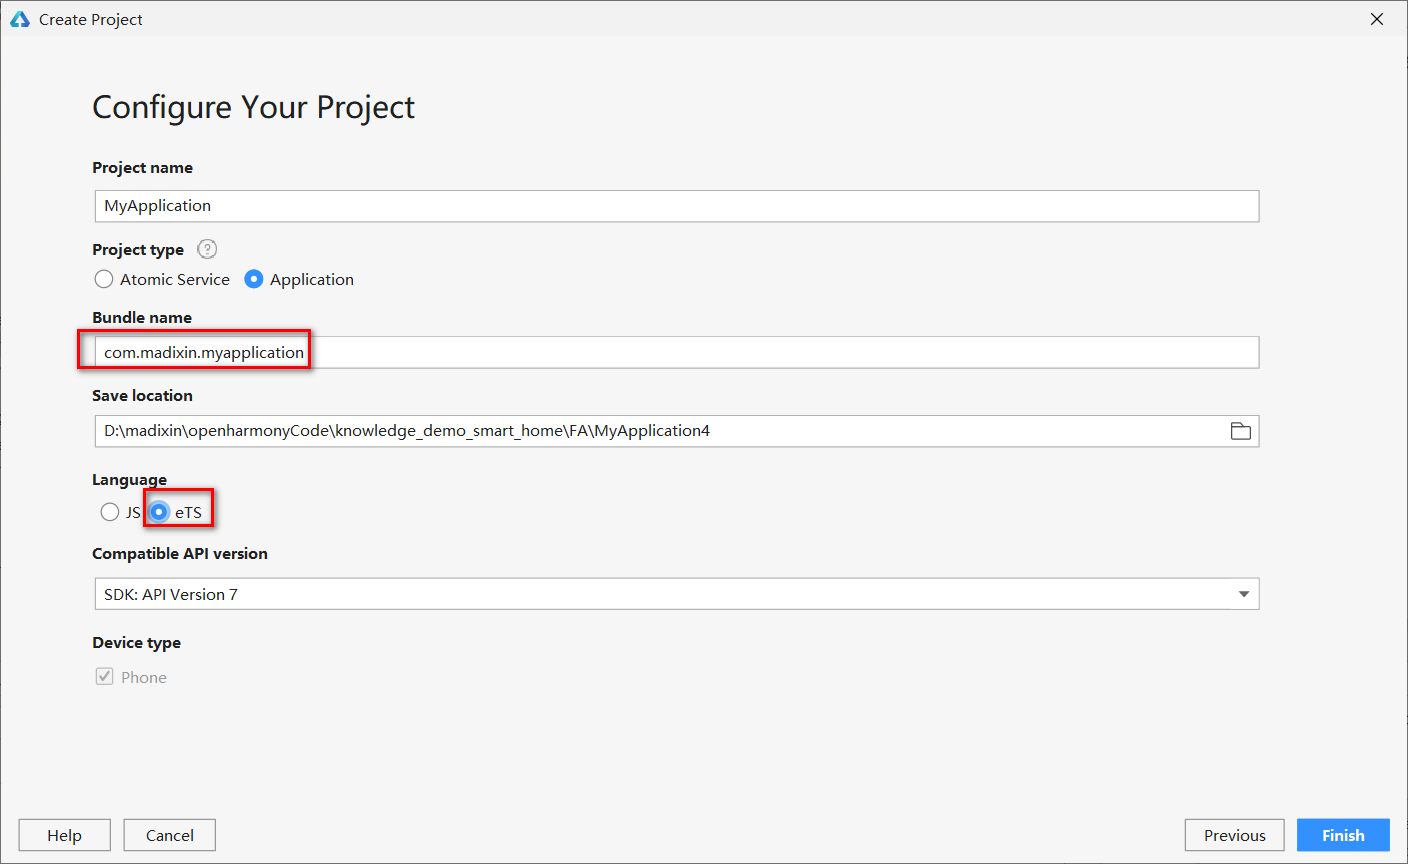 Create Project
Configure Your Project
Project name
MyApplication
Project type ?
Atomic Service Application
Bundle name
com.madixin.myapplication
Save location
D:\madixin\openharmonyCode\knowledge_demo_smart_home\FA\MyApplication4
Language
JS eTS
Compatible API version
SDK: API Version 7
Device type
Phone
Help Cancel Previous Finish